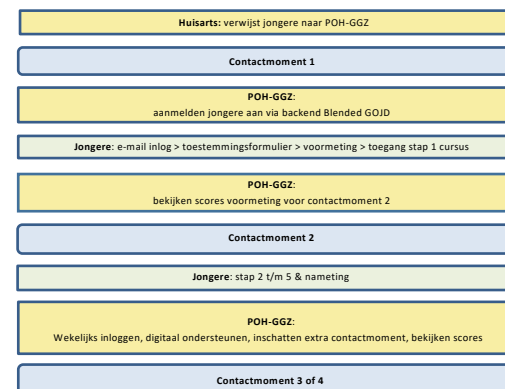 Huisarts: verwijst jongere naar POH-GGZ
Contactmoment 1
POH-GGZ:
aanmelden jongere aan via backend Blended GOJD
Jongere: e-mail inlog > toestemmingsformulier > voormeting > toegang stap 1 cursus
POH-GGZ:
bekijken scores voormeting voor contactmoment 2
Contactmoment 2
Jongere: stap 2 t/m 5 & nameting
POH-GGZ:
Wekelijks inloggen, digitaal ondersteunen, inschatten extra contactmoment, bekijken scores
Contactmoment 3 of 4